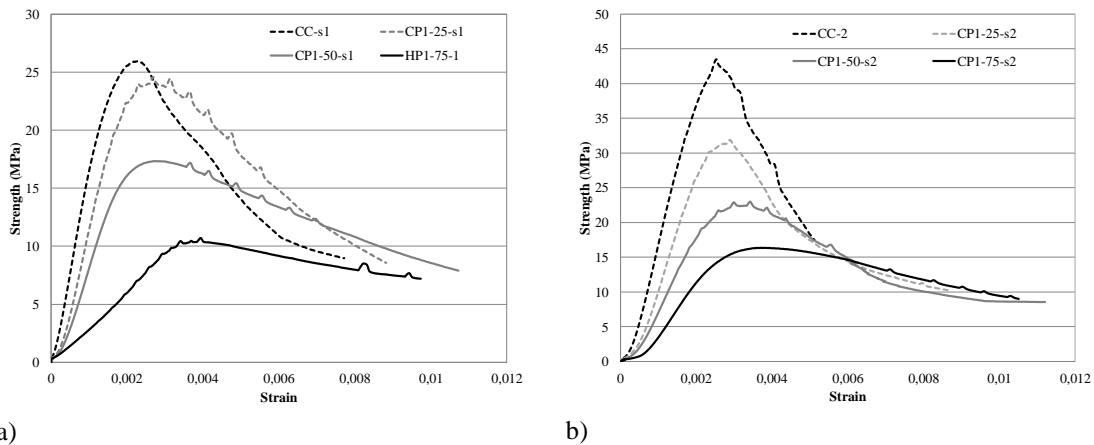 30
25
20
15
10
5
0
Strength (MPa)
CC-s1
CP1-25-s1
CP1-50-s1
HP1-75-1
0
0,002
0,004
0,006
0,008
0,01
0,012
Strain
a)
50
45
40
35
30
25
20
15
10
5
0
Strength (MPa)
CC-2
CP1-25-s2
CP1-50-s2
CP1-75-s2
0
0,002
0,004
0,006
0,008
0,01
0,012
Strain
b)